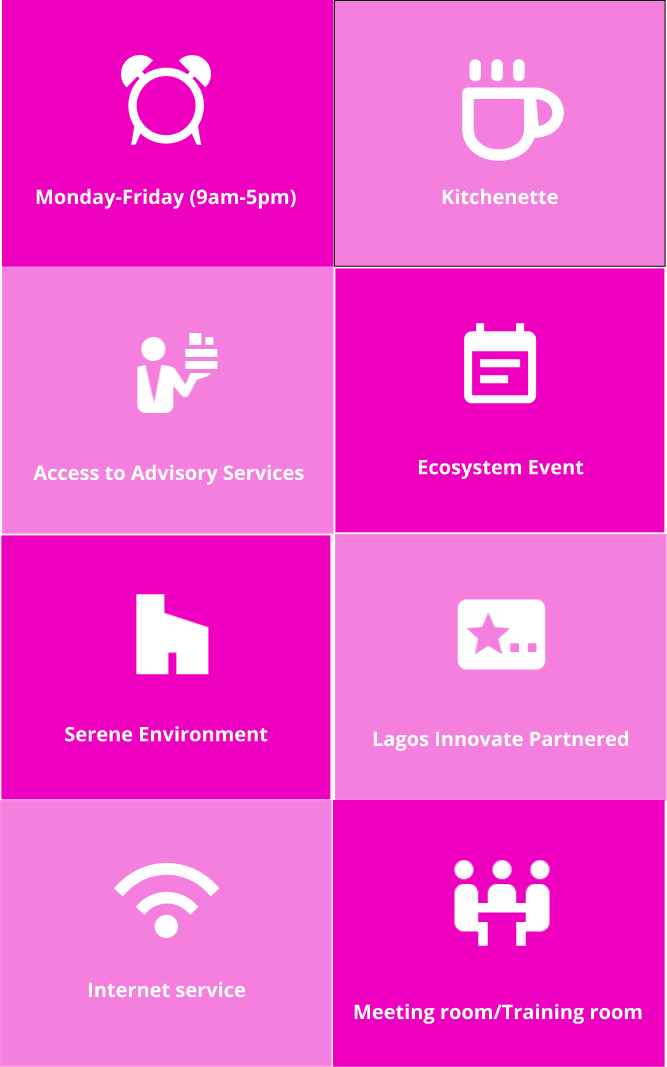 Monday-Friday (9am-5pm)
Kitchenette
Access to Advisory Services
Ecosystem Event
Serene Environment
Lagos Innovate Partnered
Internet service
Meeting room/Training room